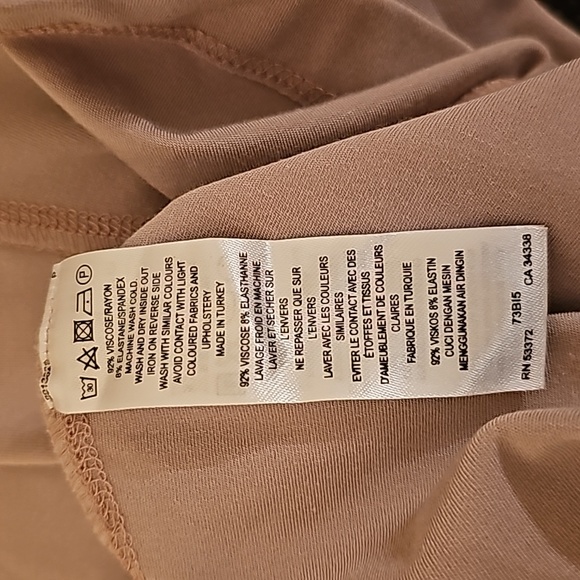 30
P
92% VISCOSE/RAYON
8% ELASTANE/SPANDEX
MACHINE WASH COLD.
WASH AND DRY INSIDE OUT
IRON ON REVERSE SIDE
WASH WITH SIMILAR COLOURS
AVOID CONTACT WITH LIGHT
COLOURED FABRICS AND
UPHOLSTERY
MADE IN TURKEY
92% VISCOSE 8% ELASTHANNE
LAVAGE FROID EN MACHINE.
LAVER ET SECHER SUR
L'ENVERS
NE REPASSER QUE SUR
L'ENVERS
LAVER AVEC LES COULEURS
SIMILAIRES
EVITER LE CONTACT AVEC DES
ÉTOFFES ET TISSUS
D'AMEUBLEMENT DE COULEURS
CLAIRES
FABRIQUE EN TURQUIE
92% VISKOS 8% ELASTIN
CUCI DENGAN MESIN
MENGGUNAKAN AIR DINGIN
73BI5
RN 53372 CA 34338